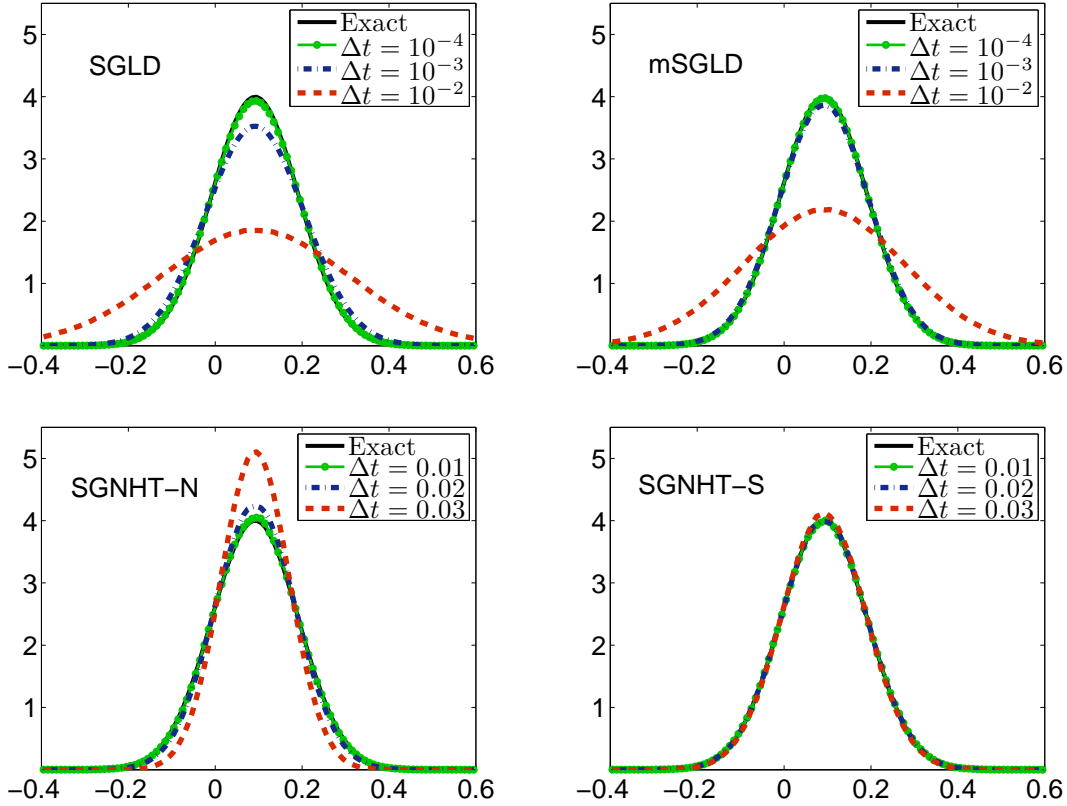 SGLD
Exact
Δt = 10⁻⁴
Δt = 10⁻³
Δt = 10⁻²
5
4
3
2
1
−0.4 −0.2 0 0.2 0.4 0.6
mSGLD
Exact
Δt = 10⁻⁴
Δt = 10⁻³
Δt = 10⁻²
5
4
3
2
1
−0.4 −0.2 0 0.2 0.4 0.6
SGNHT−N
Exact
Δt = 0.01
Δt = 0.02
Δt = 0.03
5
4
3
2
1
−0.4 −0.2 0 0.2 0.4 0.6
SGNHT−S
Exact
Δt = 0.01
Δt = 0.02
Δt = 0.03
5
4
3
2
1
−0.4 −0.2 0 0.2 0.4 0.6